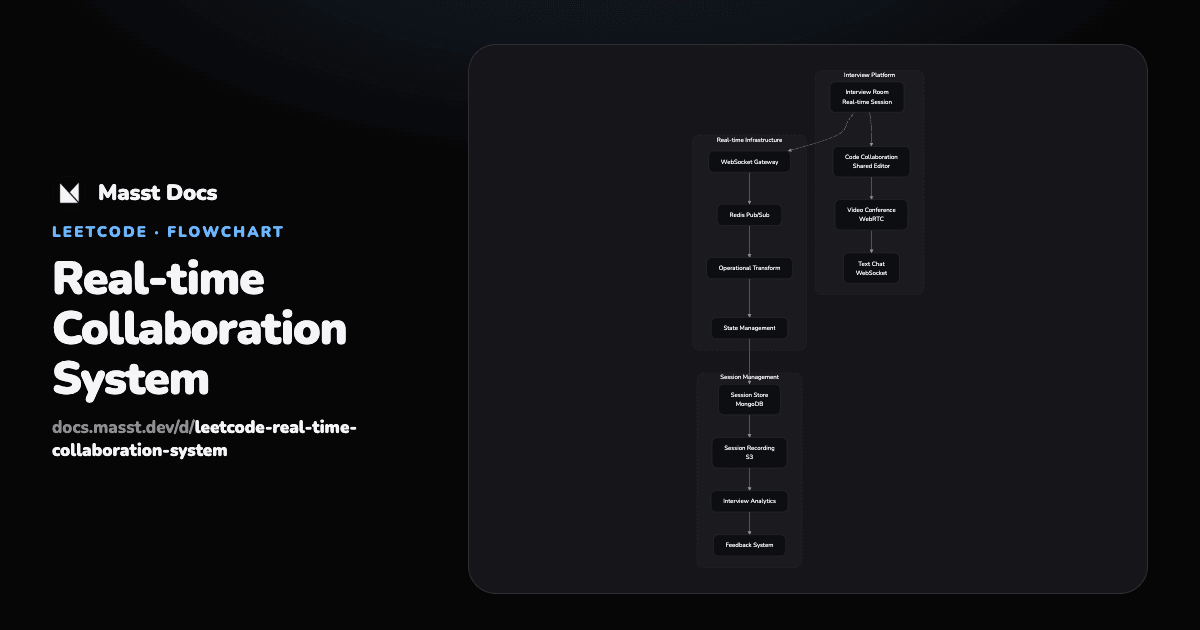 Masst Docs
LEETCODE · FLOWCHART
Real-time
Collaboration
System
docs.masst.dev/d/leetcode-real-time-
collaboration-system
Interview Platform
Interview Room
Real-time Session
Code Collaboration
Shared Editor
Video Conference
WebRTC
Text Chat
WebSocket
Real-time Infrastructure
WebSocket Gateway
Redis Pub/Sub
Operational Transform
State Management
Session Management
Session Store
MongoDB
Session Recording
S3
Interview Analytics
Feedback System